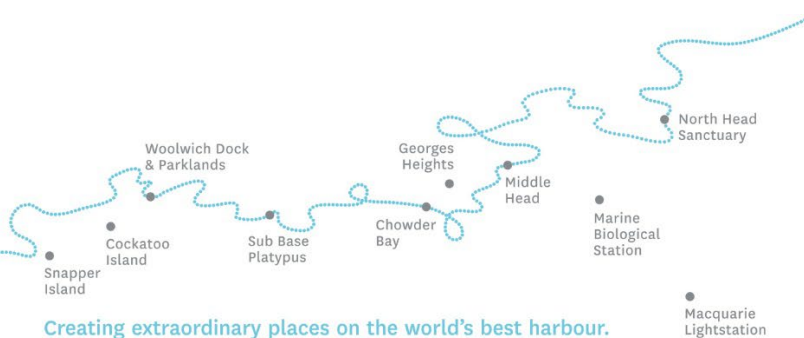 North Head
Sanctuary
Woolwich Dock
& Parklands
Georges
Heights
Middle
Head
Marine
Biological
Station
Chowder
Bay
Cockatoo
Island
Sub Base
Platypus
Snapper
Island
Macquarie
Lightstation
Creating extraordinary places on the world's best harbour.